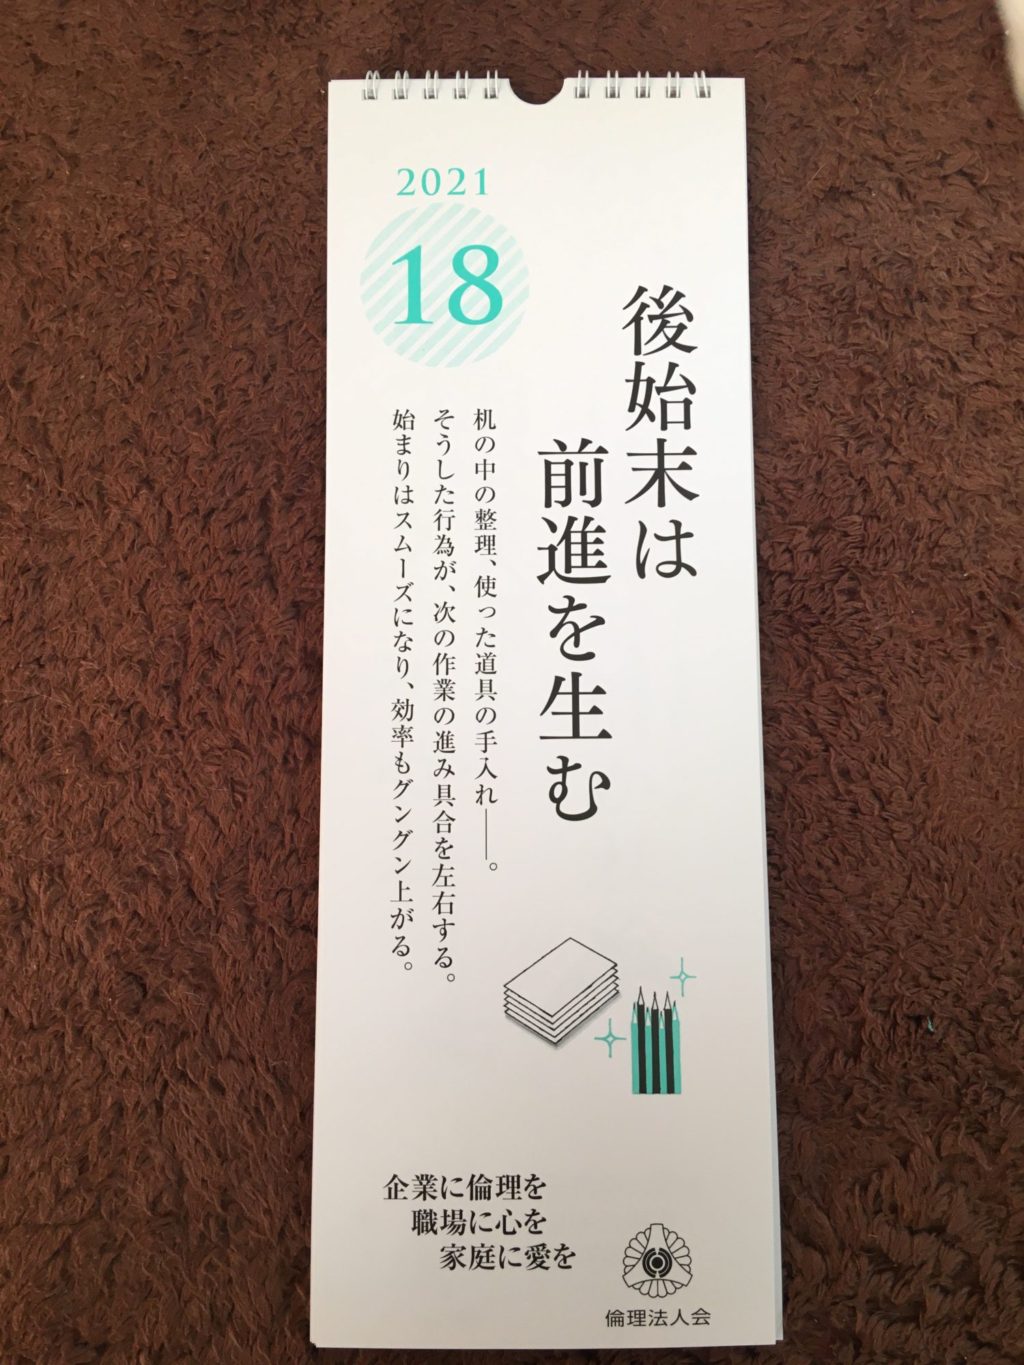 2021
18
後始末は
前進を生む
机の中の整理、使った道具の手入れ――。
そうした行為が、次の作業の進み具合を左右する。
始まりはスムーズになり、効率もグングン上がる。
企業に倫理を
職場に心を
家庭に愛を
倫理法人会